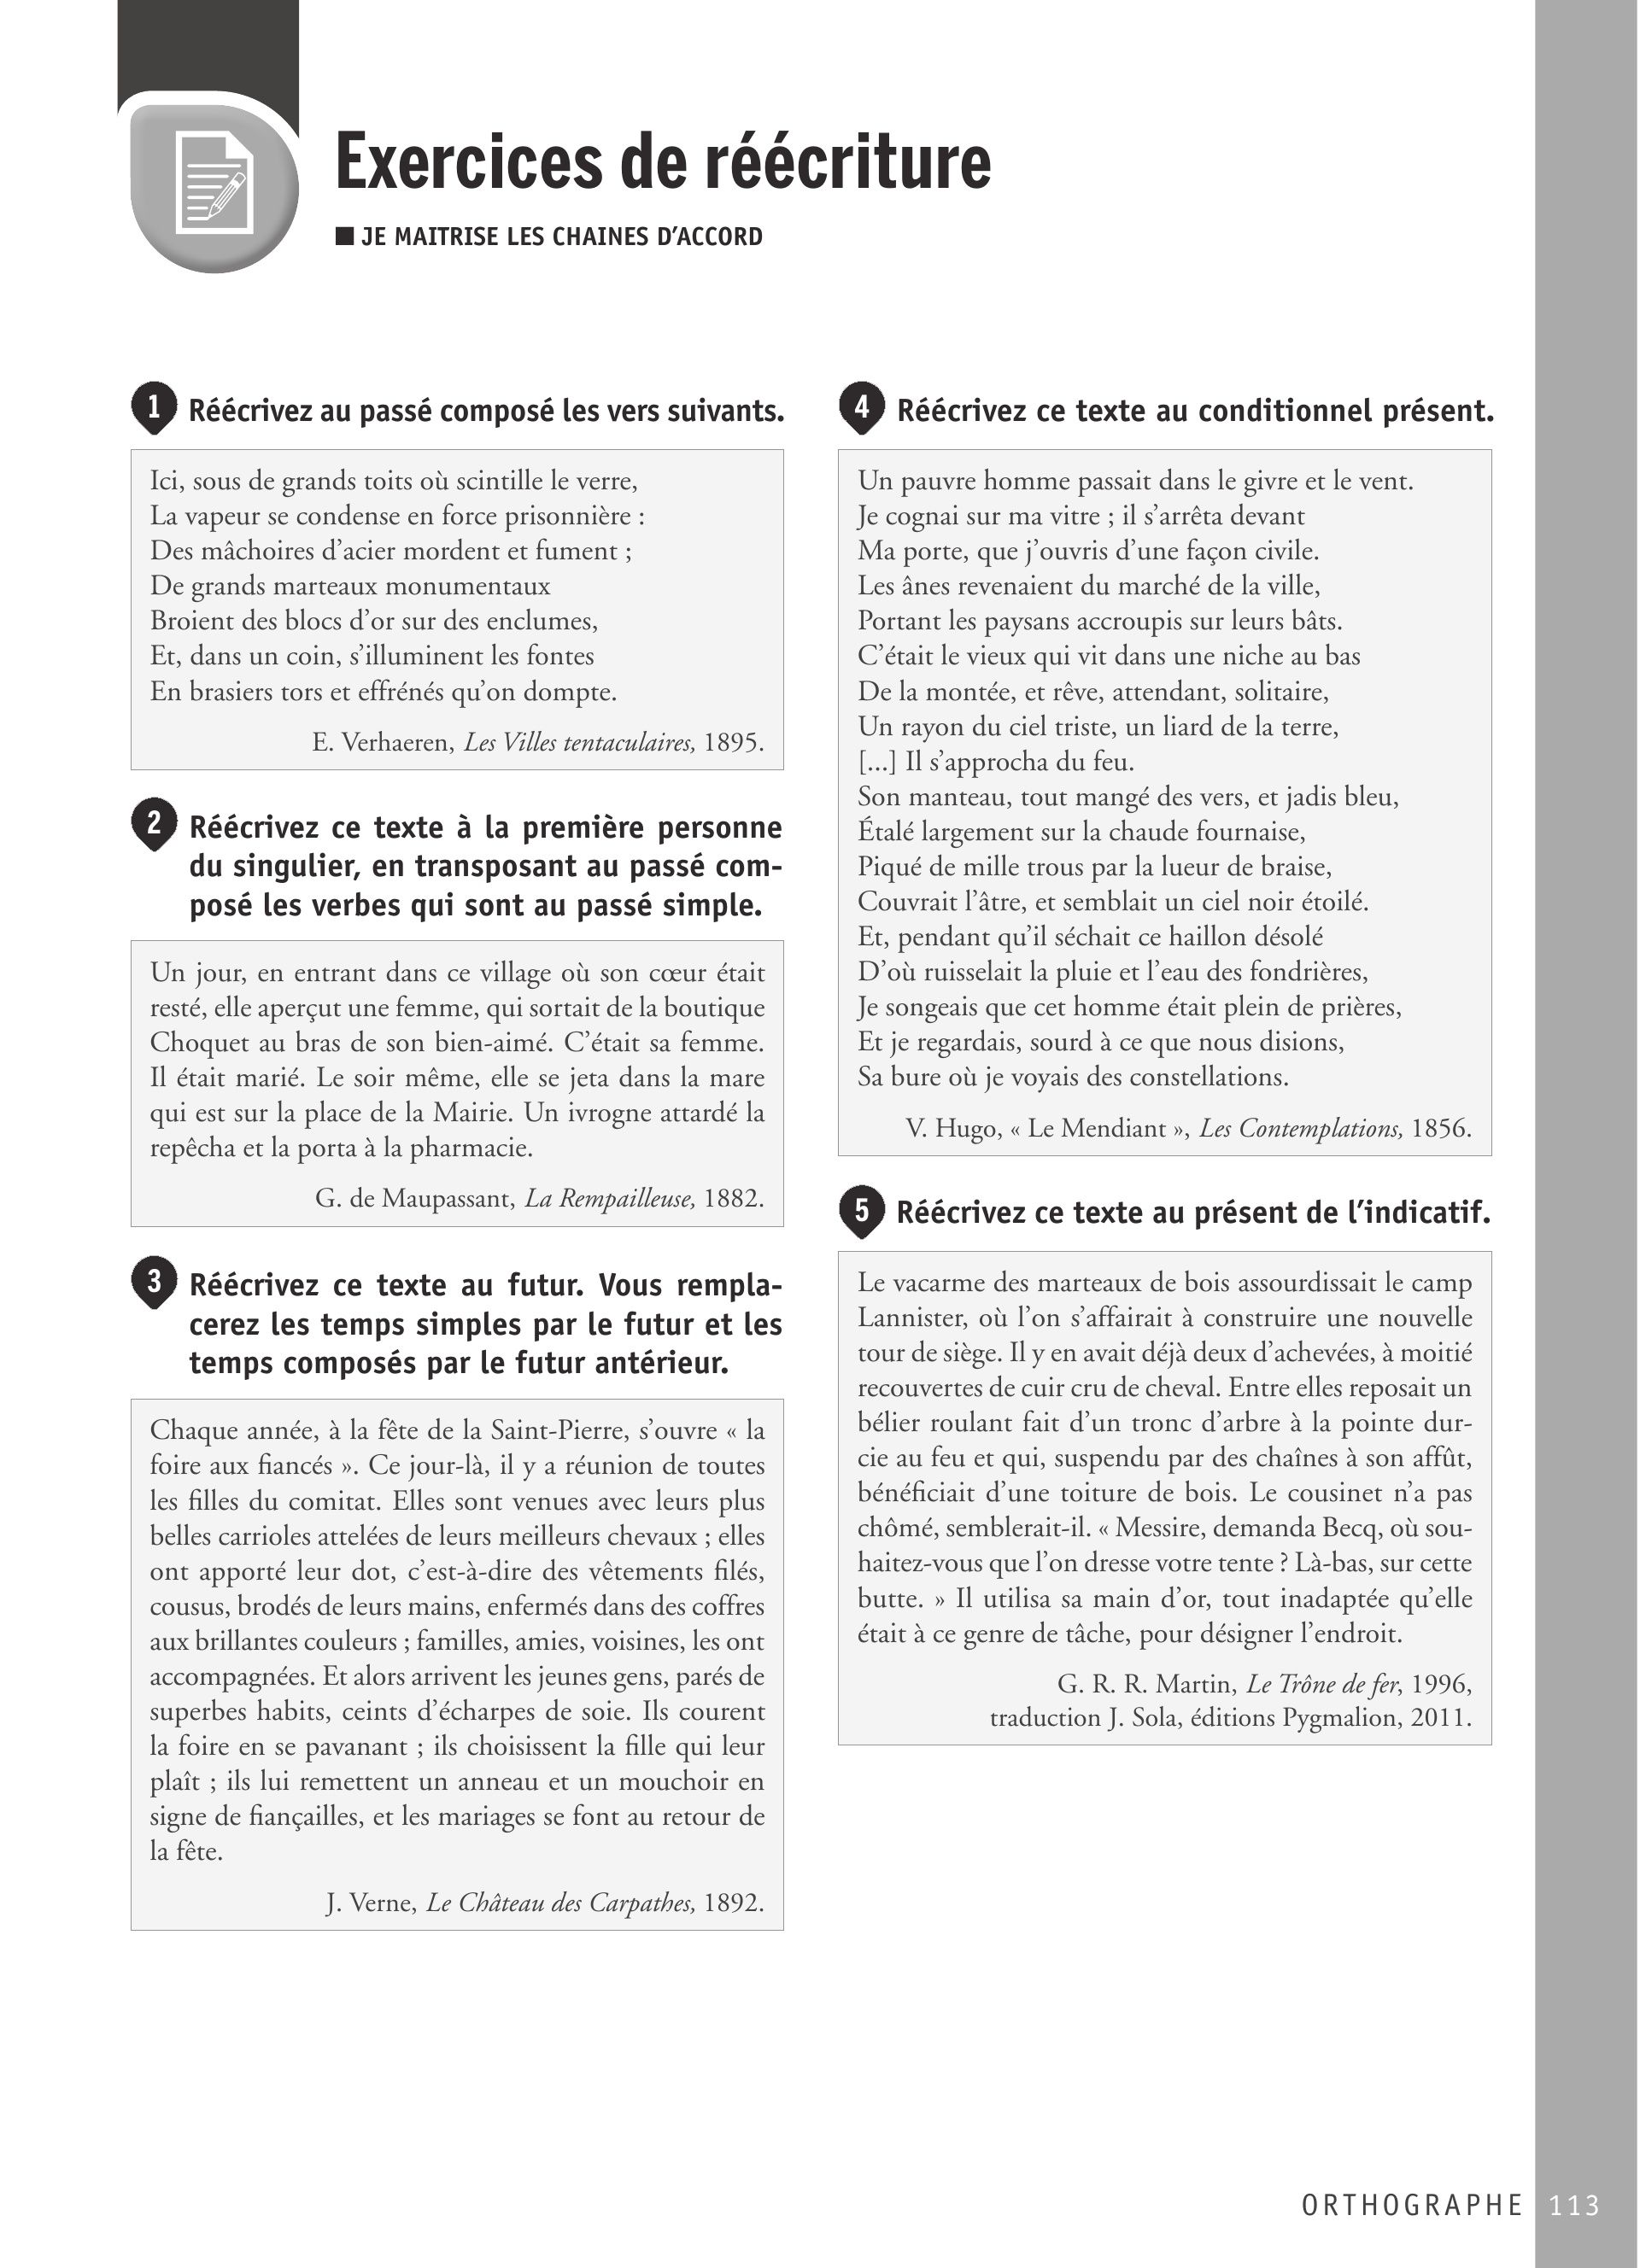 Exercices de réécriture
■ JE MAITRISE LES CHAINES D’ACCORD
1 Réécrivez au passé composé les vers suivants.
Ici, sous de grands toits où scintille le verre,
La vapeur se condense en force prisonnière :
Des mâchoires d’acier mordent et fument ;
De grands marteaux monumentaux
Broient des blocs d’or sur des enclumes,
Et, dans un coin, s’illuminent les fontes
En brasiers tors et effrénés qu’on dompte.
E. Verhaeren, Les Villes tentaculaires, 1895.
2 Réécrivez ce texte à la première personne
du singulier, en transposant au passé com-
posé les verbes qui sont au passé simple.
Un jour, en entrant dans ce village où son cœur était
resté, elle aperçut une femme, qui sortait de la boutique
Choquet au bras de son bien-aimé. C’était sa femme.
Il était marié. Le soir même, elle se jeta dans la mare
qui est sur la place de la Mairie. Un ivrogne attardé la
repêcha et la porta à la pharmacie.
G. de Maupassant, La Rempailleuse, 1882.
3 Réécrivez ce texte au futur. Vous rempla-
cerez les temps simples par le futur et les
temps composés par le futur antérieur.
Chaque année, à la fête de la Saint-Pierre, s’ouvre « la
foire aux fiancés ». Ce jour-là, il y a réunion de toutes
les filles du comitat. Elles sont venues avec leurs plus
belles carrioles attelées de leurs meilleurs chevaux ; elles
ont apporté leur dot, c’est-à-dire des vêtements filés,
cousus, brodés de leurs mains, enfermés dans des coffres
aux brillantes couleurs ; familles, amies, voisines, les ont
accompagnées. Et alors arrivent les jeunes gens, parés de
superbes habits, ceints d’écharpes de soie. Ils courent
la foire en se pavanant ; ils choisissent la fille qui leur
plaît ; ils lui remettent un anneau et un mouchoir en
signe de fiançailles, et les mariages se font au retour de
la fête.
J. Verne, Le Château des Carpathes, 1892.
4 Réécrivez ce texte au conditionnel présent.
Un pauvre homme passait dans le givre et le vent.
Je cognai sur ma vitre ; il s’arrêta devant
Ma porte, que j’ouvris d’une façon civile.
Les ânes revenaient du marché de la ville,
Portant les paysans accroupis sur leurs bâts.
C’était le vieux qui vit dans une niche au bas
De la montée, et rêve, attendant, solitaire,
Un rayon du ciel triste, un liard de la terre,
[...] Il s’approcha du feu.
Son manteau, tout mangé des vers, et jadis bleu,
Étalé largement sur la chaude fournaise,
Piqué de mille trous par la lueur de braise,
Couvrait l’âtre, et semblait un ciel noir étoilé.
Et, pendant qu’il séchait ce haillon désolé
D’où ruisselait la pluie et l’eau des fondrières,
Je songeais que cet homme était plein de prières,
Et je regardais, sourd à ce que nous disions,
Sa bure où je voyais des constellations.
V. Hugo, « Le Mendiant », Les Contemplations, 1856.
5 Réécrivez ce texte au présent de l’indicatif.
Le vacarme des marteaux de bois assourdissait le camp
Lannister, où l’on s’affairait à construire une nouvelle
tour de siège. Il y en avait déjà deux d’achevées, à moitié
recouvertes de cuir cru de cheval. Entre elles reposait un
bélier roulant fait d’un tronc d’arbre à la pointe dur-
cie au feu et qui, suspendu par des chaînes à son affût,
bénéficiait d’une toiture de bois. Le cousinet n’a pas
chômé, semblerait-il. « Messire, demanda Becq, où sou-
haitez-vous que l’on dresse votre tente ? Là-bas, sur cette
butte. » Il utilisa sa main d’or, tout inadaptée qu’elle
était à ce genre de tâche, pour désigner l’endroit.
G. R. R. Martin, Le Trône de fer, 1996,
traduction J. Sola, éditions Pygmalion, 2011.
ORTHOGRAPHE 113